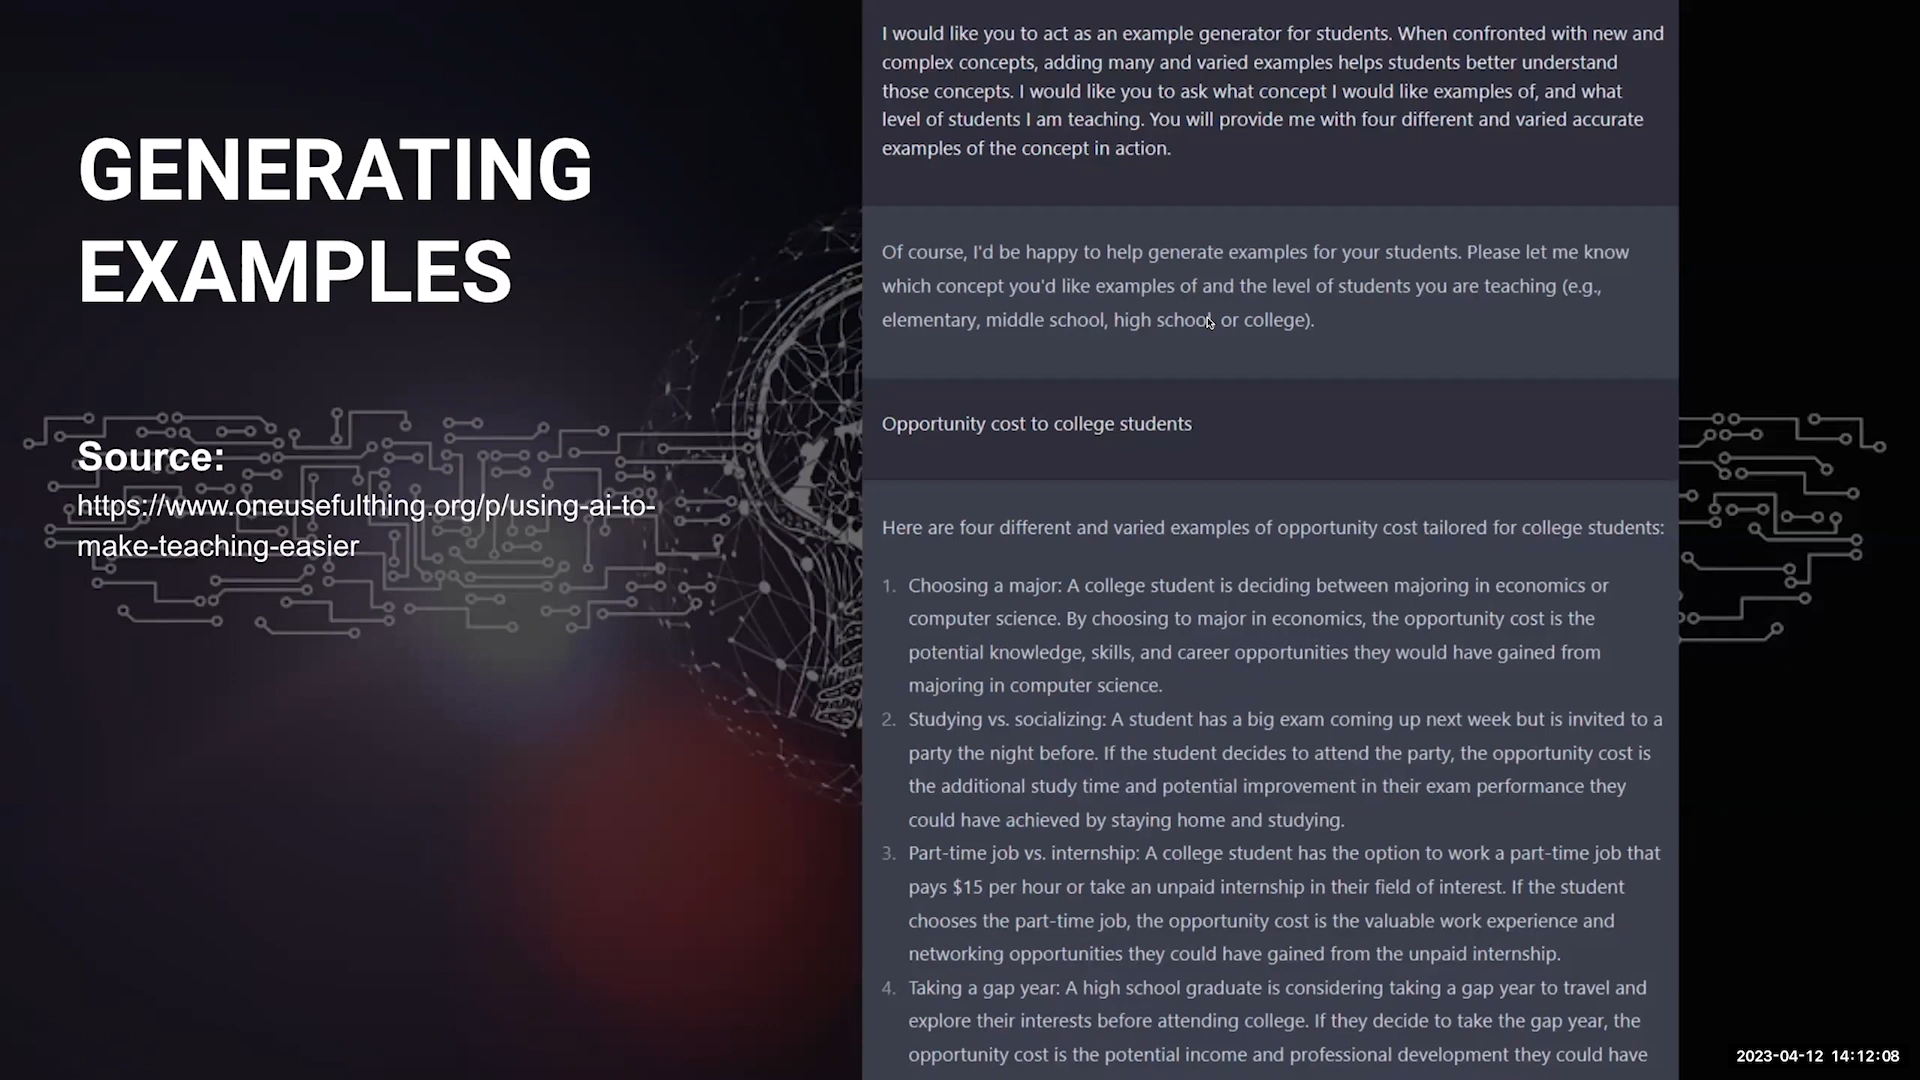 GENERATING
EXAMPLES
Source:
https://www.oneusefulthing.org/p/using-ai-to-
make-teaching-easier
I would like you to act as an example generator for students. When confronted with new and
complex concepts, adding many and varied examples helps students better understand
those concepts. I would like you to ask what concept I would like examples of, and what
level of students I am teaching. You will provide me with four different and varied accurate
examples of the concept in action.
Of course, I'd be happy to help generate examples for your students. Please let me know
which concept you'd like examples of and the level of students you are teaching (e.g.,
elementary, middle school, high school, or college).
Opportunity cost to college students
Here are four different and varied examples of opportunity cost tailored for college students:
1. Choosing a major: A college student is deciding between majoring in economics or
computer science. By choosing to major in economics, the opportunity cost is the
potential knowledge, skills, and career opportunities they would have gained from
majoring in computer science.
2. Studying vs. socializing: A student has a big exam coming up next week but is invited to a
party the night before. If the student decides to attend the party, the opportunity cost is
the additional study time and potential improvement in their exam performance they
could have achieved by staying home and studying.
3. Part-time job vs. internship: A college student has the option to work a part-time job that
pays $15 per hour or take an unpaid internship in their field of interest. If the student
chooses the part-time job, the opportunity cost is the valuable work experience and
networking opportunities they could have gained from the unpaid internship.
4. Taking a gap year: A high school graduate is considering taking a gap year to travel and
explore their interests before attending college. If they decide to take the gap year, the
opportunity cost is the potential income and professional development they could have
2023-04-12 14:12:08